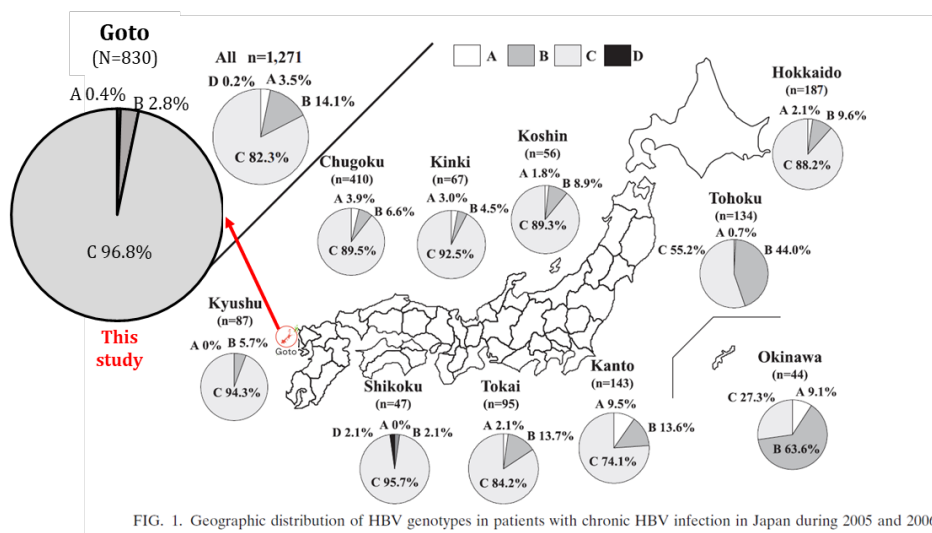 Goto
(N=830)
A 0.4% B 2.8%
C 96.8%
This
study
All n=1,271
D 0.2% A 3.5%
B 14.1%
C 82.3%
A B C D
Hokkaido
(n=187)
A 2.1% B 9.6%
C 88.2%
Koshin
(n=56)
A 1.8%
B 8.9%
C 89.3%
Chugoku
(n=410)
A 3.9%
B 6.6%
C 89.5%
Kinki
(n=67)
A 3.0%
B 4.5%
C 92.5%
Tohoku
(n=134)
A 0.7%
C 55.2% B 44.0%
Kyushu
(n=87)
A 0% B 5.7%
C 94.3%
Goto
Shikoku
(n=47)
A 0%
D 2.1% B 2.1%
C 95.7%
Tokai
(n=95)
A 2.1%
B 13.7%
C 84.2%
Kanto
(n=143)
A 9.5%
B 13.6%
C 74.1%
Okinawa
(n=44)
C 27.3% A 9.1%
B 63.6%
FIG. 1. Geographic distribution of HBV genotypes in patients with chronic HBV infection in Japan during 2005 and